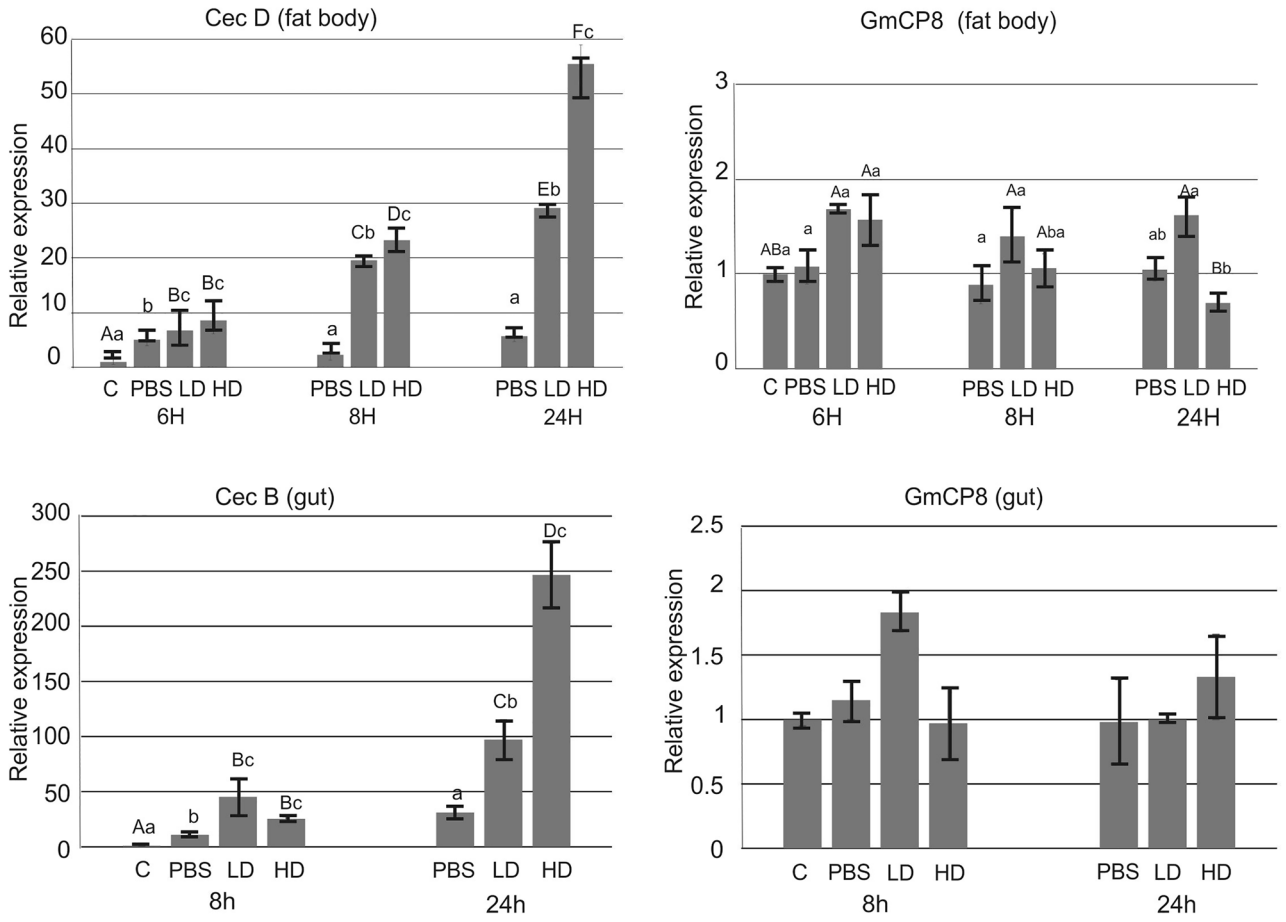 Cec D (fat body)
Relative expression
60
50
40
30
20
10
0
Aa
b
Bc
Bc
a
Cb
Dc
a
Eb
Fc
C PBS LD HD
PBS LD HD
PBS LD HD
6H
8H
24H
GmCP8 (fat body)
Relative expression
3
2
1
0
ABa
a
Aa
Aa
a
Aa
Aba
ab
Aa
Bb
C PBS LD HD
PBS LD HD
PBS LD HD
6H
8H
24H
Cec B (gut)
Relative expression
300
250
200
150
100
50
0
Aa
b
Bc
Bc
a
Cb
Dc
C PBS LD HD
PBS LD HD
8h
24h
GmCP8 (gut)
Relative expression
2.5
2
1.5
1
0.5
0
C PBS LD HD
PBS LD HD
8h
24h